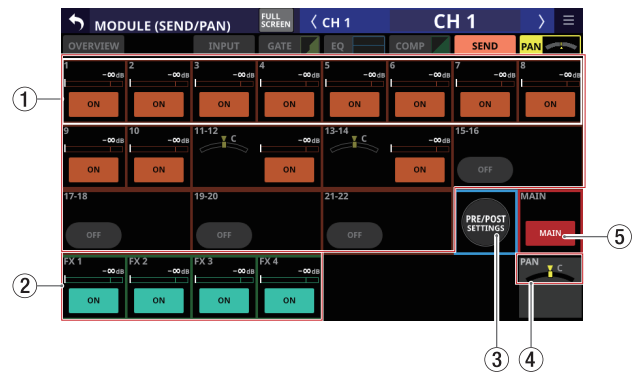 MODULE (SEND/PAN) FULL SCREEN CH 1 CH 1
OVERVIEW INPUT GATE EQ COMP SEND PAN
1 2 3 4 5 6 7 8
-∞dB -∞dB -∞dB -∞dB -∞dB -∞dB -∞dB -∞dB
ON ON ON ON ON ON ON ON
1
9 10 11-12 13-14 15-16
-∞dB -∞dB C -∞dB C -∞dB
ON ON ON ON OFF
17-18 19-20 21-22 MAIN
PRE/POST
SETTINGS
OFF OFF OFF MAIN
5
FX 1 FX 2 FX 3 FX 4 PAN
-∞dB -∞dB -∞dB -∞dB C
2
ON ON ON ON
3 4